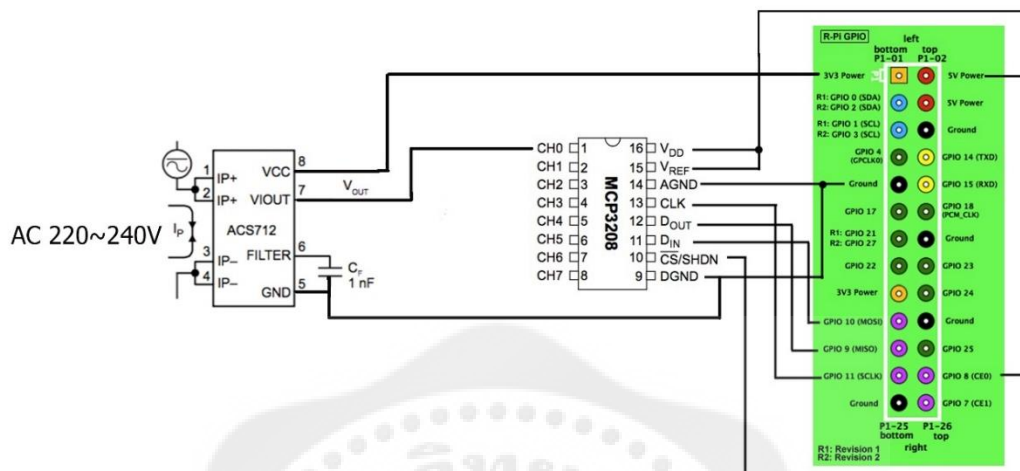 AC 220~240V
1
2
3
4
IP+
IP+
IP
IP–
IP–
ACS712
VCC
VIOUT
FILTER
GND
8
7
6
5
VOUT
CF
1 nF
CH0
CH1
CH2
CH3
CH4
CH5
CH6
CH7
1
2
3
4
5
6
7
8
MCP3208
16
15
14
13
12
11
10
9
VDD
VREF
AGND
CLK
DOUT
DIN
CS/SHDN
DGND
R-Pi GPIO
left
bottom top
P1-01 P1-02
3V3 Power 5V Power
R1: GPIO 0 (SDA)
R2: GPIO 2 (SDA)
5V Power
R1: GPIO 1 (SCL)
R2: GPIO 3 (SCL)
Ground
GPIO 4
(GPCLK0)
GPIO 14 (TXD)
Ground GPIO 15 (RXD)
GPIO 17
GPIO 18
(PCM_CLK)
R1: GPIO 21
R2: GPIO 27
Ground
GPIO 22 GPIO 23
3V3 Power GPIO 24
GPIO 10 (MOSI) Ground
GPIO 9 (MISO) GPIO 25
GPIO 11 (SCLK) GPIO 8 (CE0)
Ground GPIO 7 (CE1)
P1-25 P1-26
bottom top
right
R1: Revision 1
R2: Revision 2